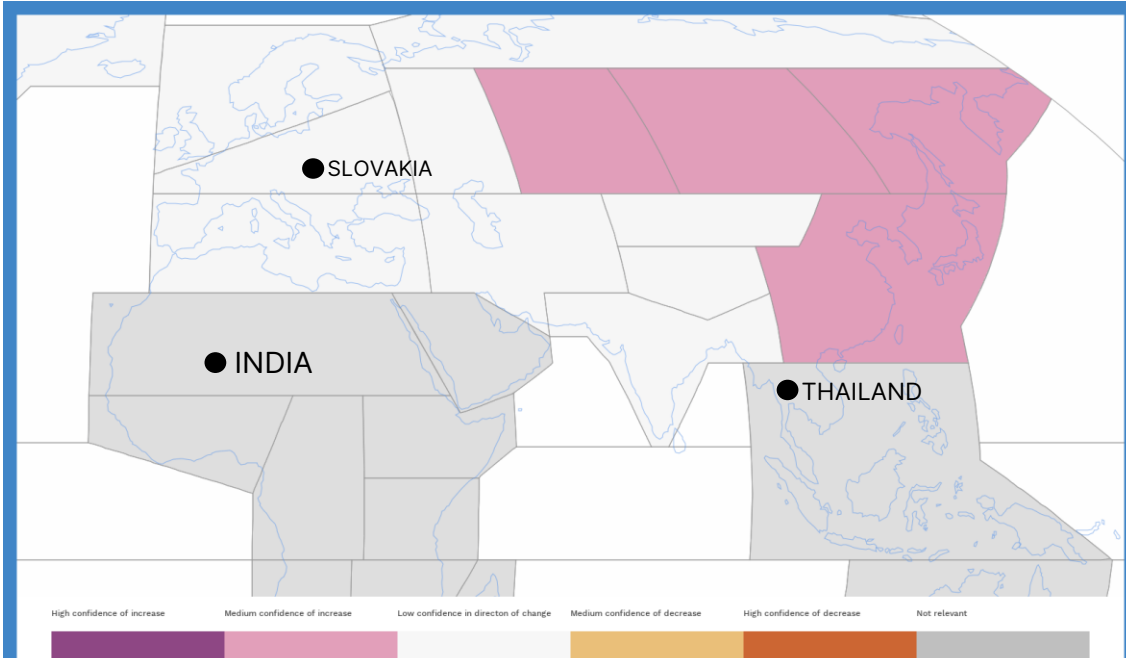 SLOVAKIA
INDIA
THAILAND
High confidence of increase
Medium confidence of increase
Low confidence in directon of change
Medium confidence of decrease
High confidence of decrease
Not relevant